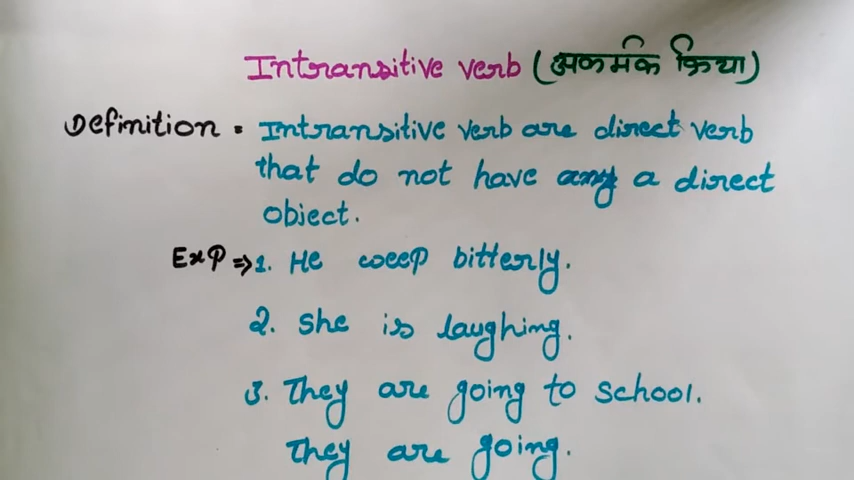 Intransitive verb (अकर्मक क्रिया)
Definition = Intransitive verb are direct verb
that do not have any a direct
object.
Exp ⇒ 1. He weep bitterly.
2. She is laughing.
3. They are going to school.
They are going.